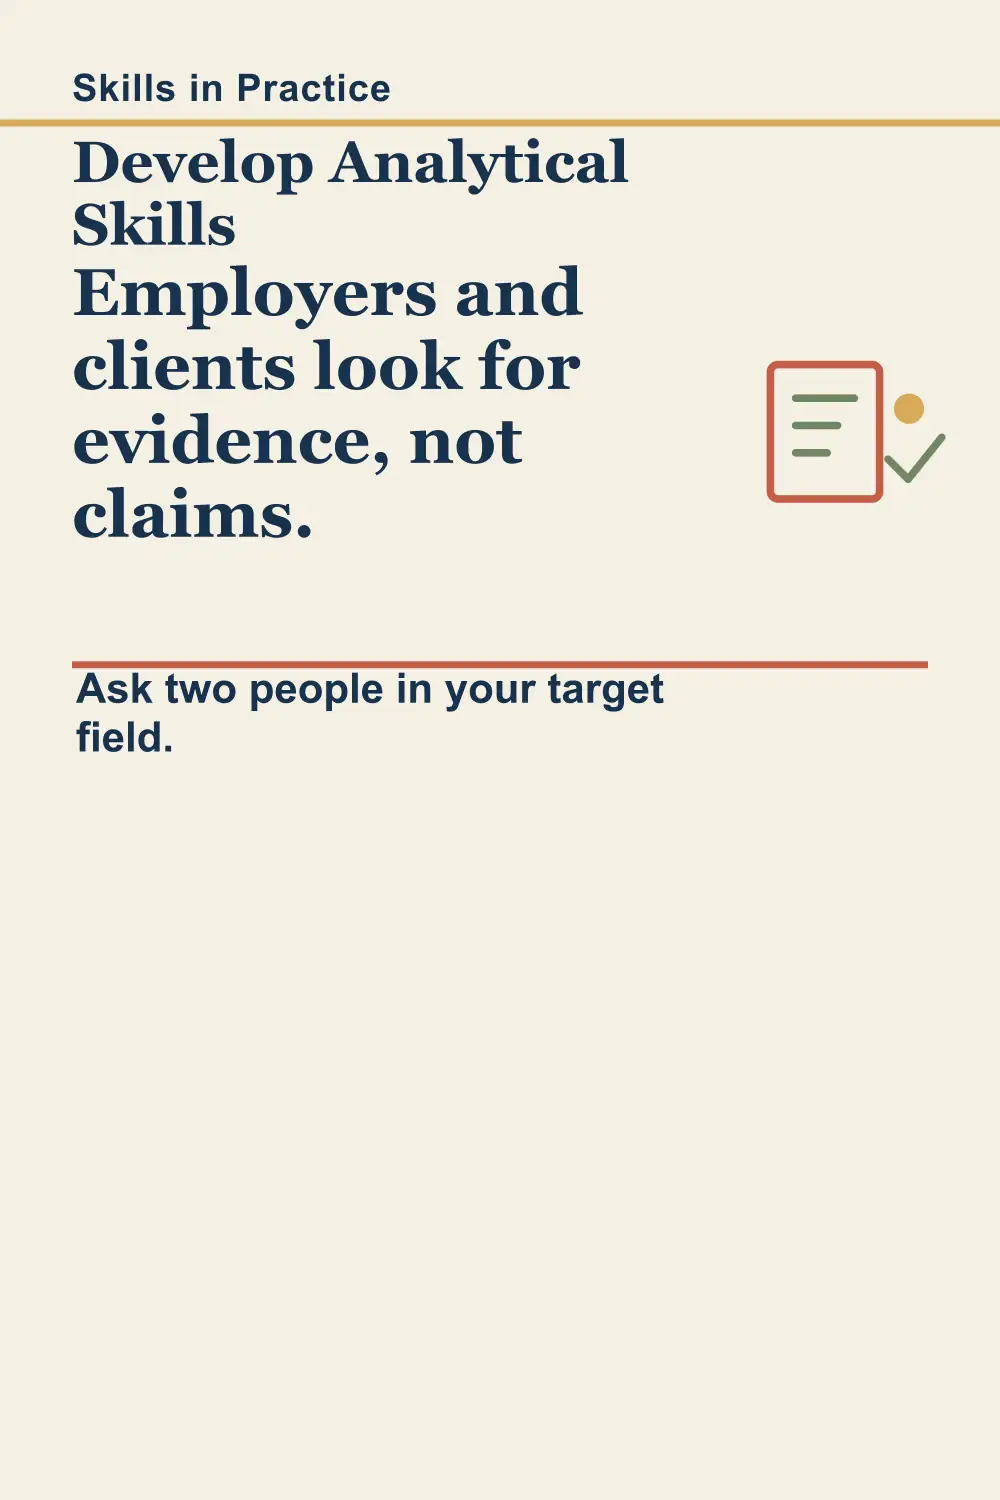 Skills in Practice
Develop Analytical
Skills
Employers and
clients look for
evidence, not
claims.
Ask two people in your target
field.